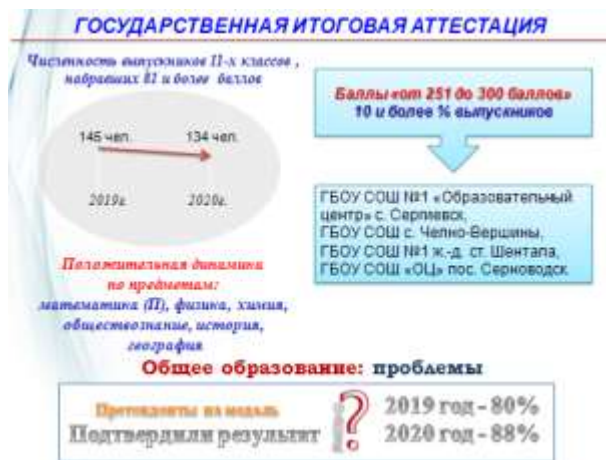 ГОСУДАРСТВЕННАЯ ИТОГОВАЯ АТТЕСТАЦИЯ
Численность выпускников 11-х классов ,
набравших 81 и более баллов
145 чел.
134 чел.
2019г.
2020г.
Положительная динамика
по предметам:
математика (П), физика, химия,
обществознание, история,
география
Баллы «от 251 до 300 баллов»
10 и более % выпускников
ГБОУ СОШ №1 «Образовательный
центр» с. Сергиевск,
ГБОУ СОШ с. Челно-Вершины,
ГБОУ СОШ №1 ж.-д. ст. Шентала,
ГБОУ СОШ «ОЦ» пос. Серноводск
Общее образование: проблемы
Претенденты на медаль
Подтвердили результат
?
2019 год - 80%
2020 год - 88%